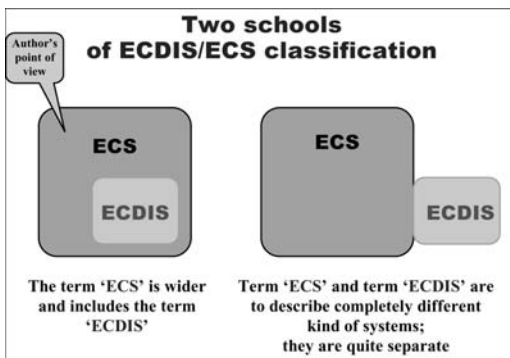 Two schools
of ECDIS/ECS classification
Author's
point of
view
ECS
ECDIS
The term 'ECS' is wider
and includes the term
'ECDIS'
ECS
ECDIS
Term 'ECS' and term 'ECDIS' are
to describe completely different
kind of systems;
they are quite separate